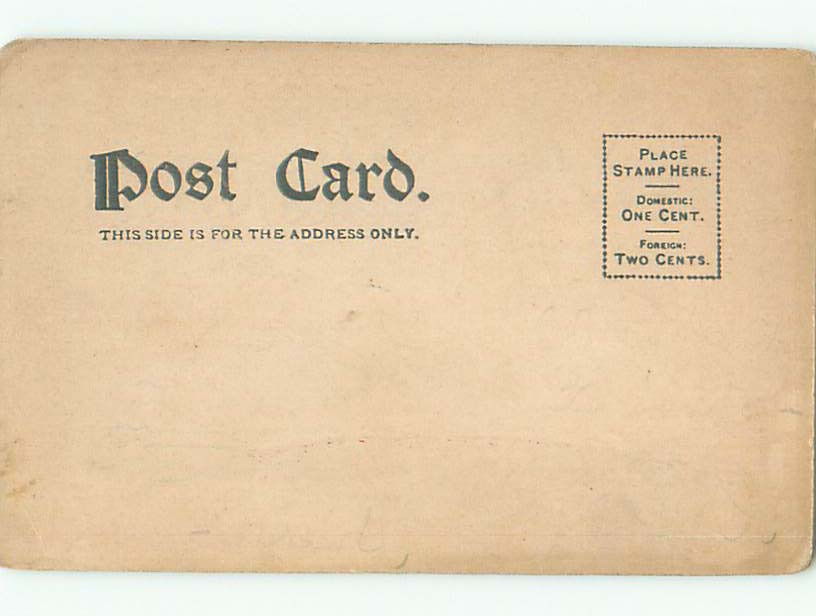 Post Card.
THIS SIDE IS FOR THE ADDRESS ONLY.
PLACE
STAMP HERE.
DOMESTIC:
ONE CENT.
FOREIGN:
TWO CENTS.